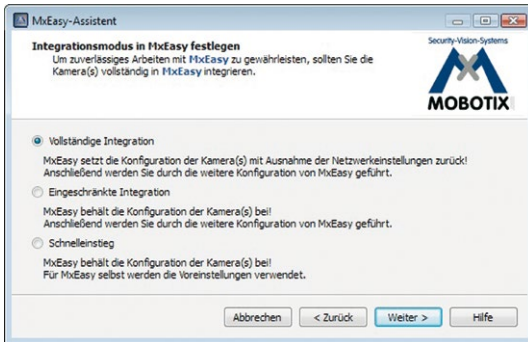 MxEasy-Assistent
Integrationsmodus in MxEasy festlegen
Um zuverlässiges Arbeiten mit MxEasy zu gewährleisten, sollten Sie die
Kamera(s) vollständig in MxEasy integrieren.
Security-Vision-Systems
MOBOTIX
Vollständige Integration
MxEasy setzt die Konfiguration der Kamera(s) mit Ausnahme der Netzwerkeinstellungen zurück!
Anschließend werden Sie durch die weitere Konfiguration von MxEasy geführt.
Eingeschränkte Integration
MxEasy behält die Konfiguration der Kamera(s) bei!
Anschließend werden Sie durch die weitere Konfiguration von MxEasy geführt.
Schnelleinstieg
MxEasy behält die Konfiguration der Kamera(s) bei!
Für MxEasy selbst werden die Voreinstellungen verwendet.
Abbrechen < Zurück Weiter > Hilfe